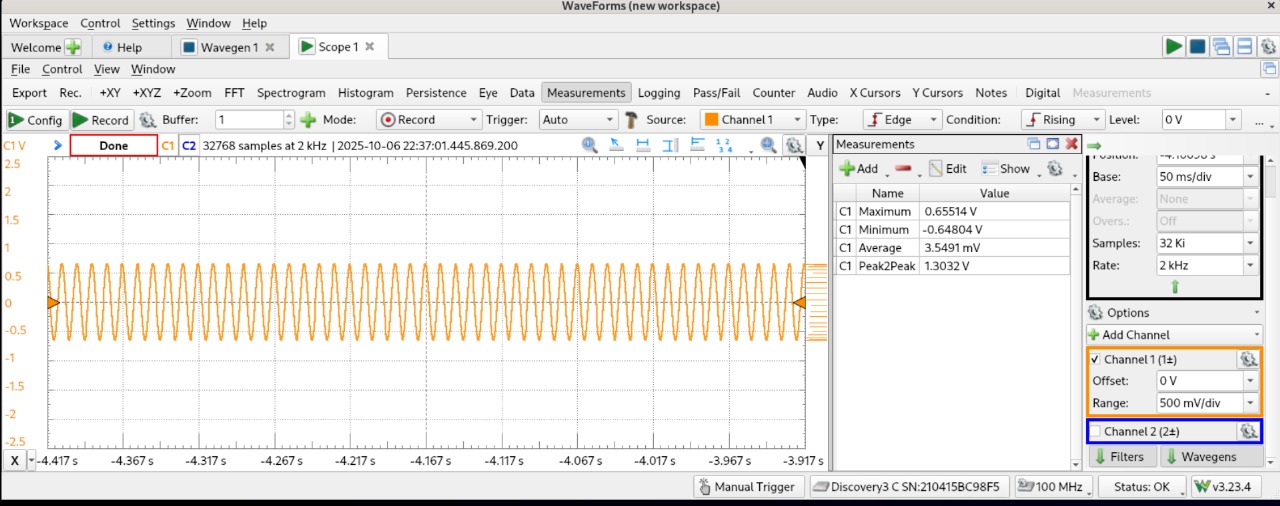 WaveForms (new workspace)
Workspace Control Settings Window Help
Welcome Help Wavegen 1 Scope 1
File Control View Window
Export Rec. +XY +XYZ +Zoom FFT Spectrogram Histogram Persistence Eye Data Measurements Logging Pass/Fail Counter Audio X Cursors Y Cursors Notes Digital Measurements
Config Record Buffer: 1 Mode: Record Trigger: Auto Source: Channel 1 Type: Edge Condition: Rising Level: 0 V ...
C1 V Done C1 C2 32768 samples at 2 kHz | 2025-10-06 22:37:01.445.869.200 Y
2.5
2
1.5
1
0.5
0
-0.5
-1
-1.5
-2
-2.5
X -4.417 s -4.367 s -4.317 s -4.267 s -4.217 s -4.167 s -4.117 s -4.067 s -4.017 s -3.967 s -3.917 s
Measurements
Add Edit Show
Name Value
C1 Maximum 0.65514 V
C1 Minimum -0.64804 V
C1 Average 3.5491 mV
C1 Peak2Peak 1.3032 V
Base: 50 ms/div
Average: None
Overs.: Off
Samples: 32 Ki
Rate: 2 kHz
Options
Add Channel
Channel 1 (1±)
Offset: 0 V
Range: 500 mV/div
Channel 2 (2±)
Filters Wavegens
Manual Trigger Discovery3 C SN:210415BC98F5 100 MHz Status: OK v3.23.4